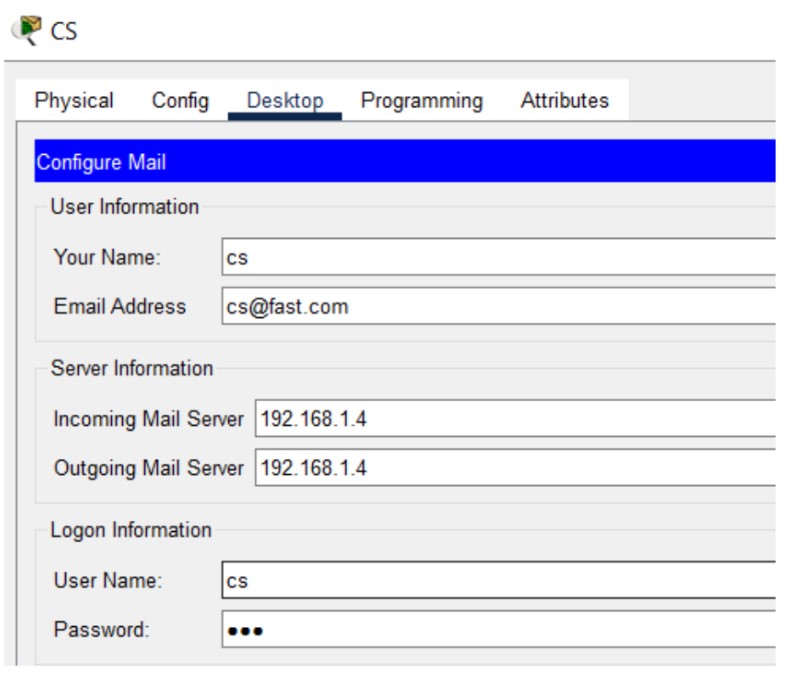 CS
Physical Config Desktop Programming Attributes
Configure Mail
User Information
Your Name: cs
Email Address cs@fast.com
Server Information
Incoming Mail Server 192.168.1.4
Outgoing Mail Server 192.168.1.4
Logon Information
User Name: cs
Password: •••